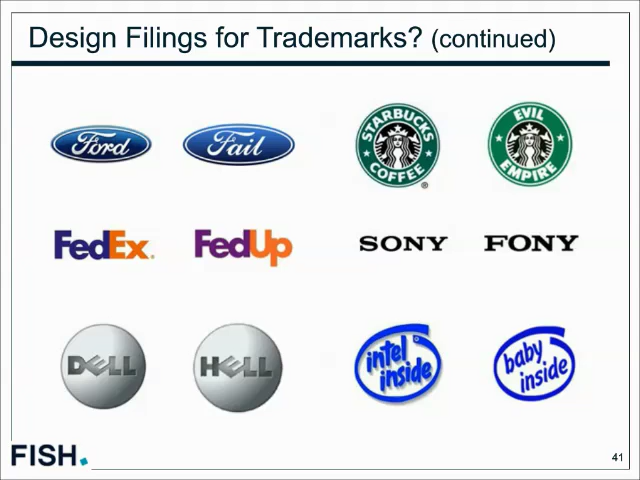 Design Filings for Trademarks? (continued)
Ford
Fail
STARBUCKS
COFFEE
®
EVIL
EMPIRE
FedEx.
FedUp
SONY
FONY
DELL
HELL
intel®
inside
baby
inside
FISH.
41